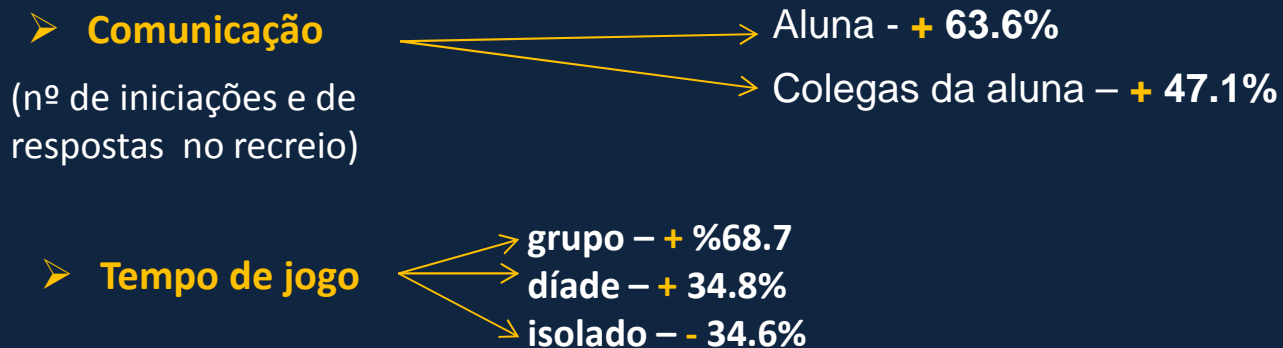 ➢ Comunicação
(nº de iniciações e de
respostas no recreio)
Aluna - + 63.6%
Colegas da aluna – + 47.1%
➢ Tempo de jogo
grupo – + %68.7
díade – + 34.8%
isolado – - 34.6%